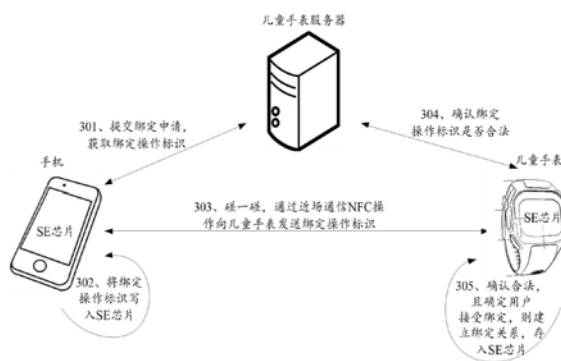 儿童手表服务器
301、提交绑定申请,
获取绑定操作标识
304、确认绑定
操作标识是否合法
手机
儿童手表
SE芯片
303、碰一碰，通过近场通信NFC操
作向儿童手表发送绑定操作标识
SE芯片
302、将绑定
操作标识写
入SE芯片
305、确认合法，
且确定用户
接受绑定，则建
立绑定关系，存
入SE芯片